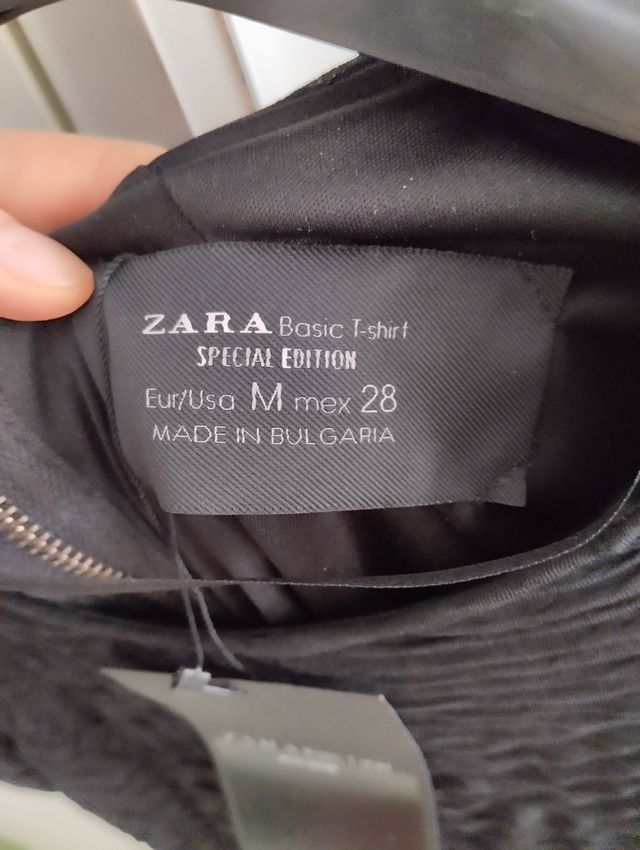 ZARA Basic T-shirt
SPECIAL EDITION
Eur/Usa. M mex 28
MADE IN BULGARIA